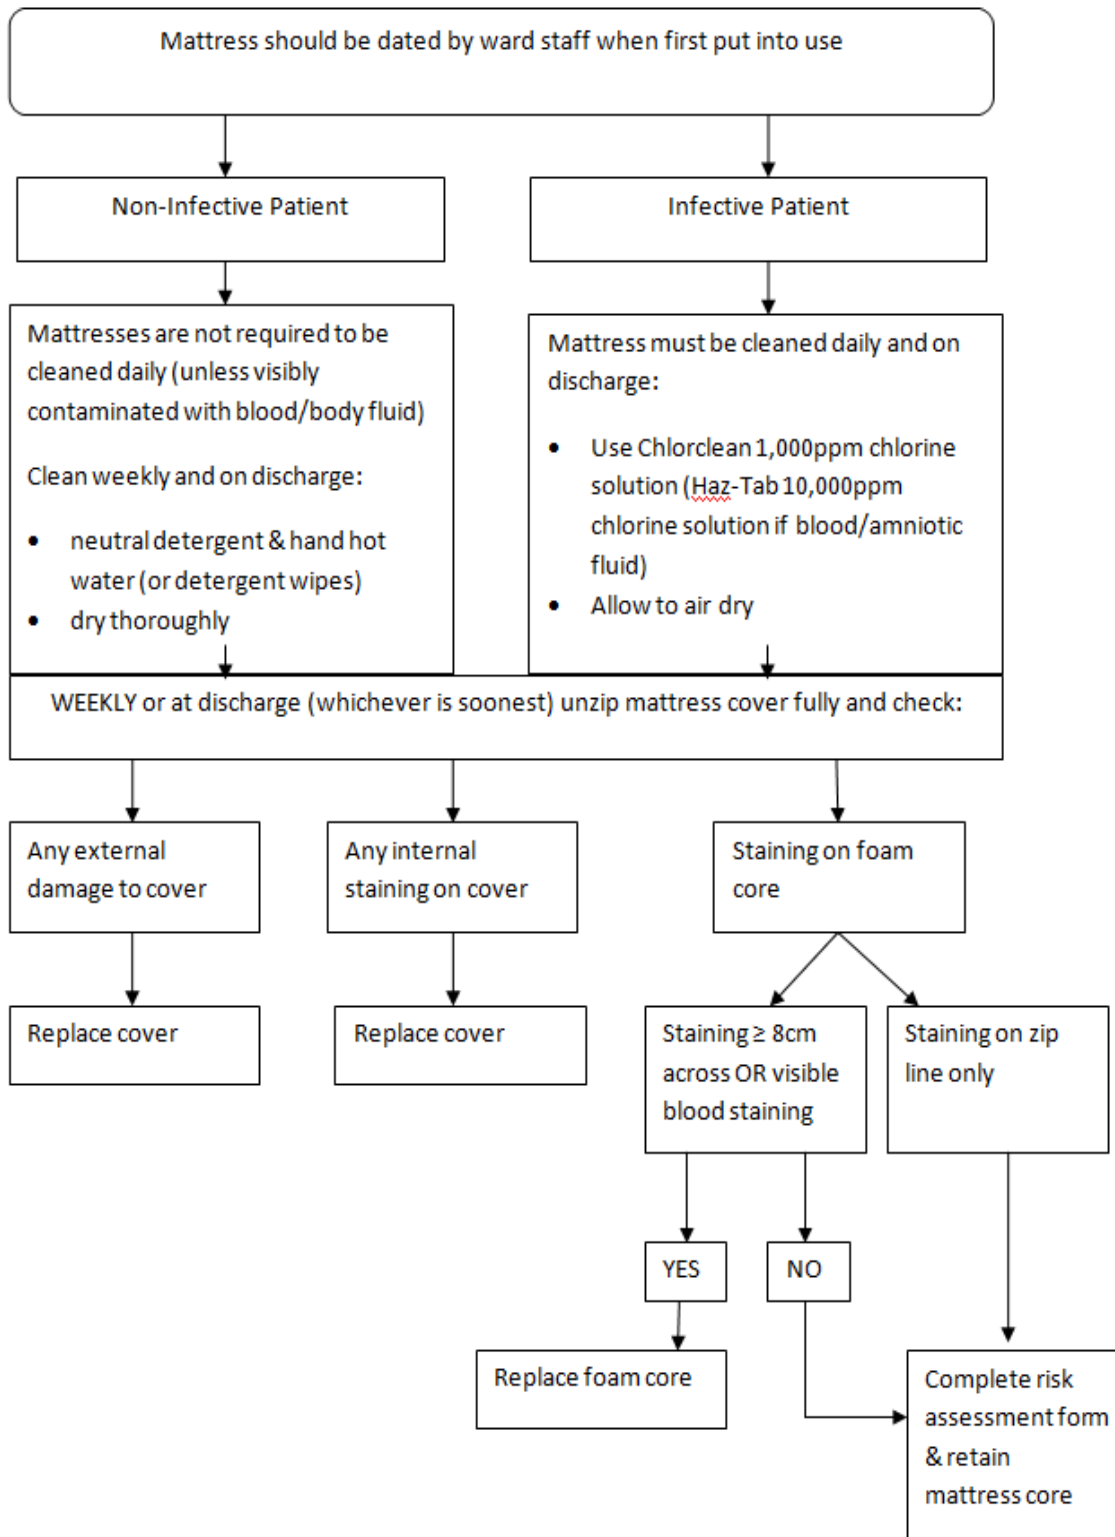 Mattress should be dated by ward staff when first put into use
Non-Infective Patient
Infective Patient
Mattresses are not required to be
cleaned daily (unless visibly
contaminated with blood/body fluid)
Clean weekly and on discharge:
• neutral detergent & hand hot
water (or detergent wipes)
• dry thoroughly
Mattress must be cleaned daily and on
discharge:
• Use Chlorclean 1,000ppm chlorine
solution (Haz-Tab 10,000ppm
chlorine solution if blood/amniotic
fluid)
• Allow to air dry
WEEKLY or at discharge (whichever is soonest) unzip mattress cover fully and check:
Any external
damage to cover
Any internal
staining on cover
Staining on foam
core
Replace cover
Replace cover
Staining ≥ 8cm
across OR visible
blood staining
Staining on zip
line only
YES
NO
Replace foam core
Complete risk
assessment form
& retain
mattress core